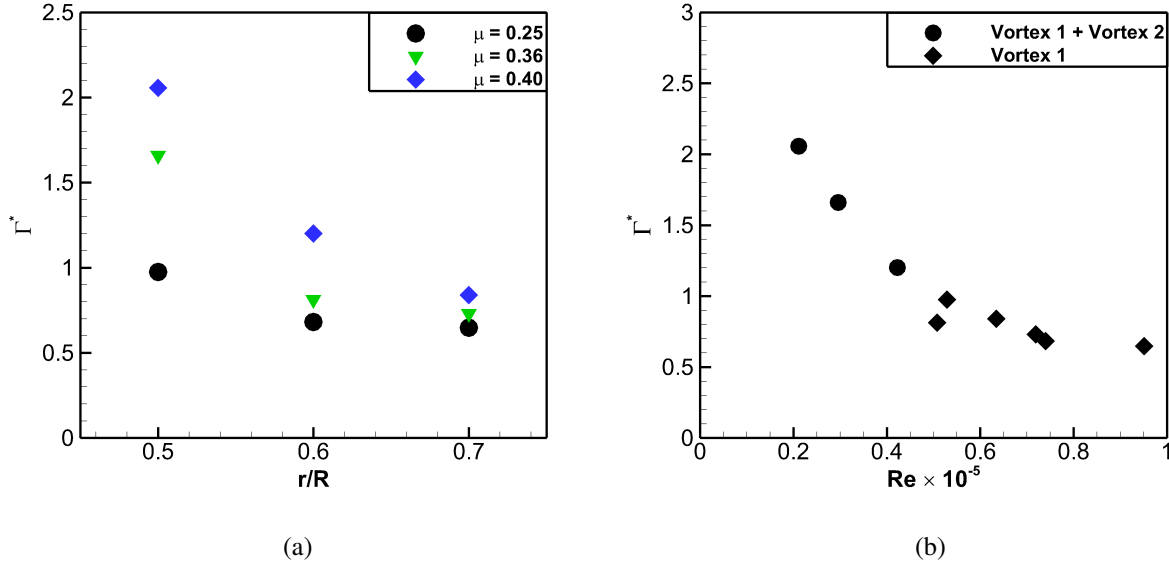 2.5
2
1.5
1
0.5
0
Γ*
0.5
0.6
0.7
r/R
μ = 0.25
μ = 0.36
μ = 0.40
(a)
3
2.5
2
1.5
1
0.5
0
Γ*
0
0.2
0.4
0.6
0.8
1
Re × 10-5
Vortex 1 + Vortex 2
Vortex 1
(b)